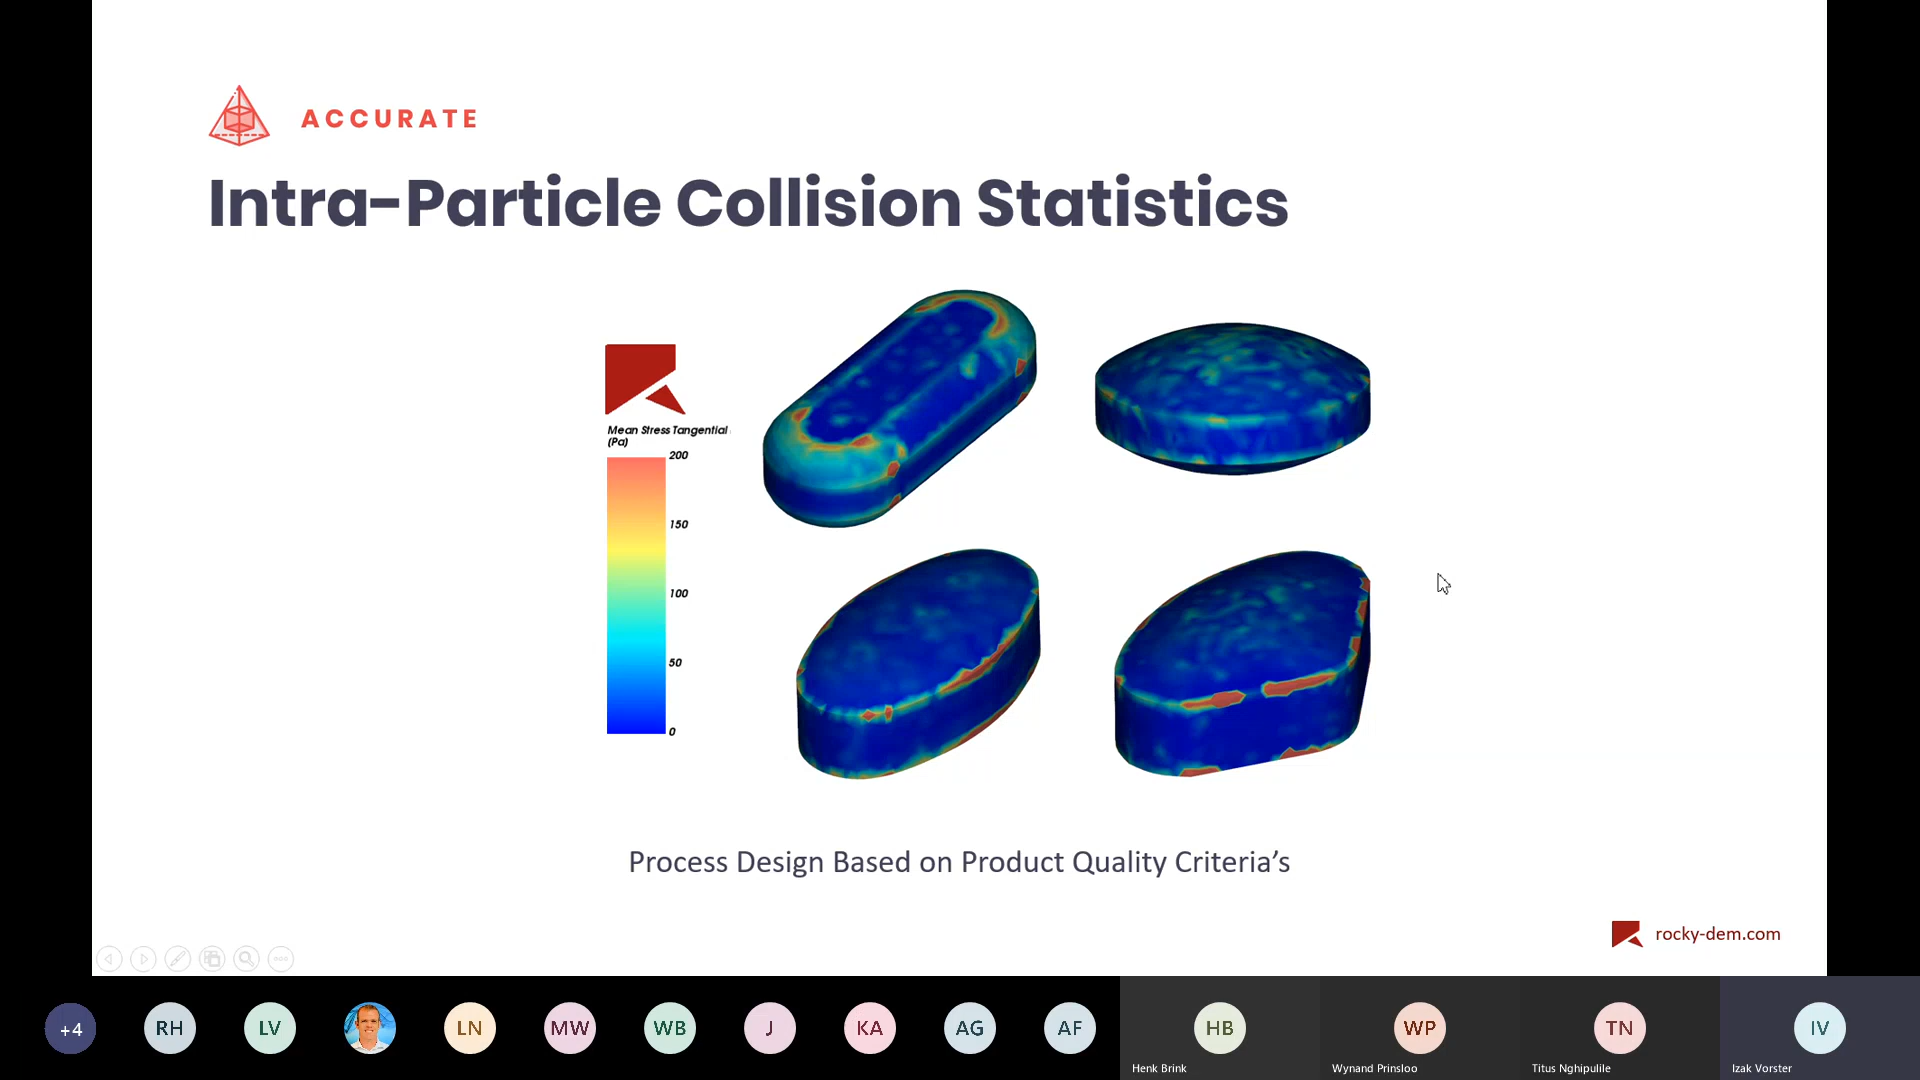 ACCURATE
Intra-Particle Collision Statistics
Mean Stress Tangential
(Pa)
200
150
100
50
0
Process Design Based on Product Quality Criteria's
rocky-dem.com
+4
RH
LV
LN
MW
WB
J
KA
AG
AF
HB
WP
TN
IV
Henk Brink
Wynand Prinsloo
Titus Nghipulile
Izak Vorster